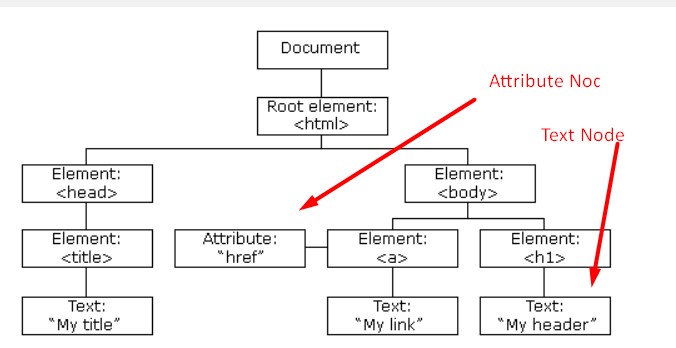 Document
Attribute Noc
Root element:
<html>
Text Node
Element:
<head>
Element:
<body>
Element:
<title>
Attribute:
“href”
Element:
<a>
Element:
<h1>
Text:
“My title”
Text:
“My link”
Text:
“My header”